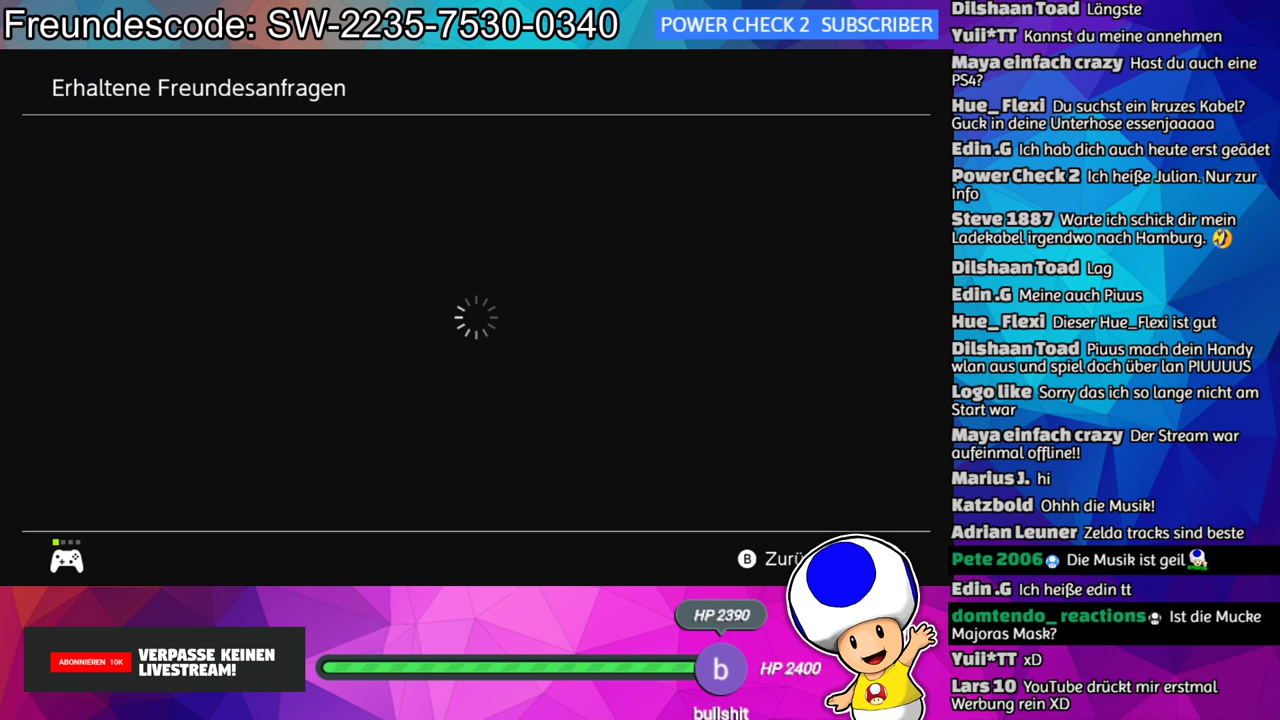 Freundescode: SW-2235-7530-0340
POWER CHECK 2 SUBSCRIBER
Erhaltene Freundesanfragen
B
HP 2390
b
HP 2400
bullshit
ABONNIEREN 10K
VERPASSE KEINEN
LIVESTREAM!
Dilshaan Toad Längste
Yuii*TT Kannst du meine annehmen
Maya einfach crazy Hast du auch eine
PS4?
Hue_Flexi Du suchst ein kruzes Kabel?
Guck in deine Unterhose essenjaaaaa
Edin .G Ich hab dich auch heute erst geädet
Power Check 2 Ich heiße Julian. Nur zur
Info
Steve 1887 Warte ich schick dir mein
Ladekabel irgendwo nach Hamburg. 🤣
Dilshaan Toad Lag
Edin .G Meine auch Piuus
Hue_Flexi Dieser Hue_Flexi ist gut
Dilshaan Toad Piuus mach dein Handy
wlan aus und spiel doch über lan PIUUUUS
Logo like Sorry das ich so lange nicht am
Start war
Maya einfach crazy Der Stream war
aufeinmal offline!!
Marius J. hi
Katzbold Ohhh die Musik!
Adrian Leuner Zelda tracks sind beste
Pete 2006 Die Musik ist geil
Edin .G Ich heiße edin tt
domtendo_reactions Ist die Mucke
Majoras Mask?
Yuii*TT xD
Lars 10 YouTube drückt mir erstmal
Werbung rein XD